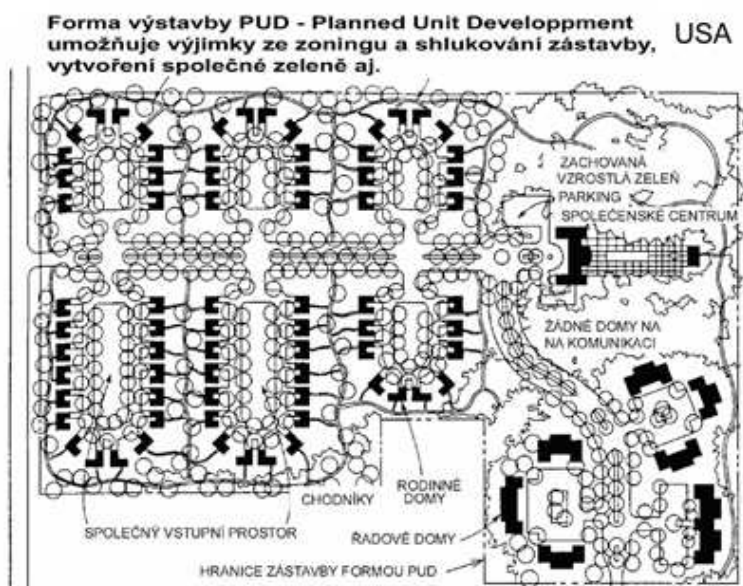 Forma výstavby PUD - Planned Unit Developpment
umožňuje výjimky ze zoningu a shlukování zástavby,
vytvoření společné zeleně aj.
USA
ZACHOVANÁ
VZROSTLÁ ZELEŇ
PARKING
SPOLEČENSKÉ CENTRUM
ŽÁDNÉ DOMY NA
NA KOMUNIKACI
RODINNÉ
DOMY
CHODNÍKY
SPOLEČNÝ VSTUPNÍ PROSTOR
ŘADOVÉ DOMY
HRANICE ZÁSTAVBY FORMOU PUD